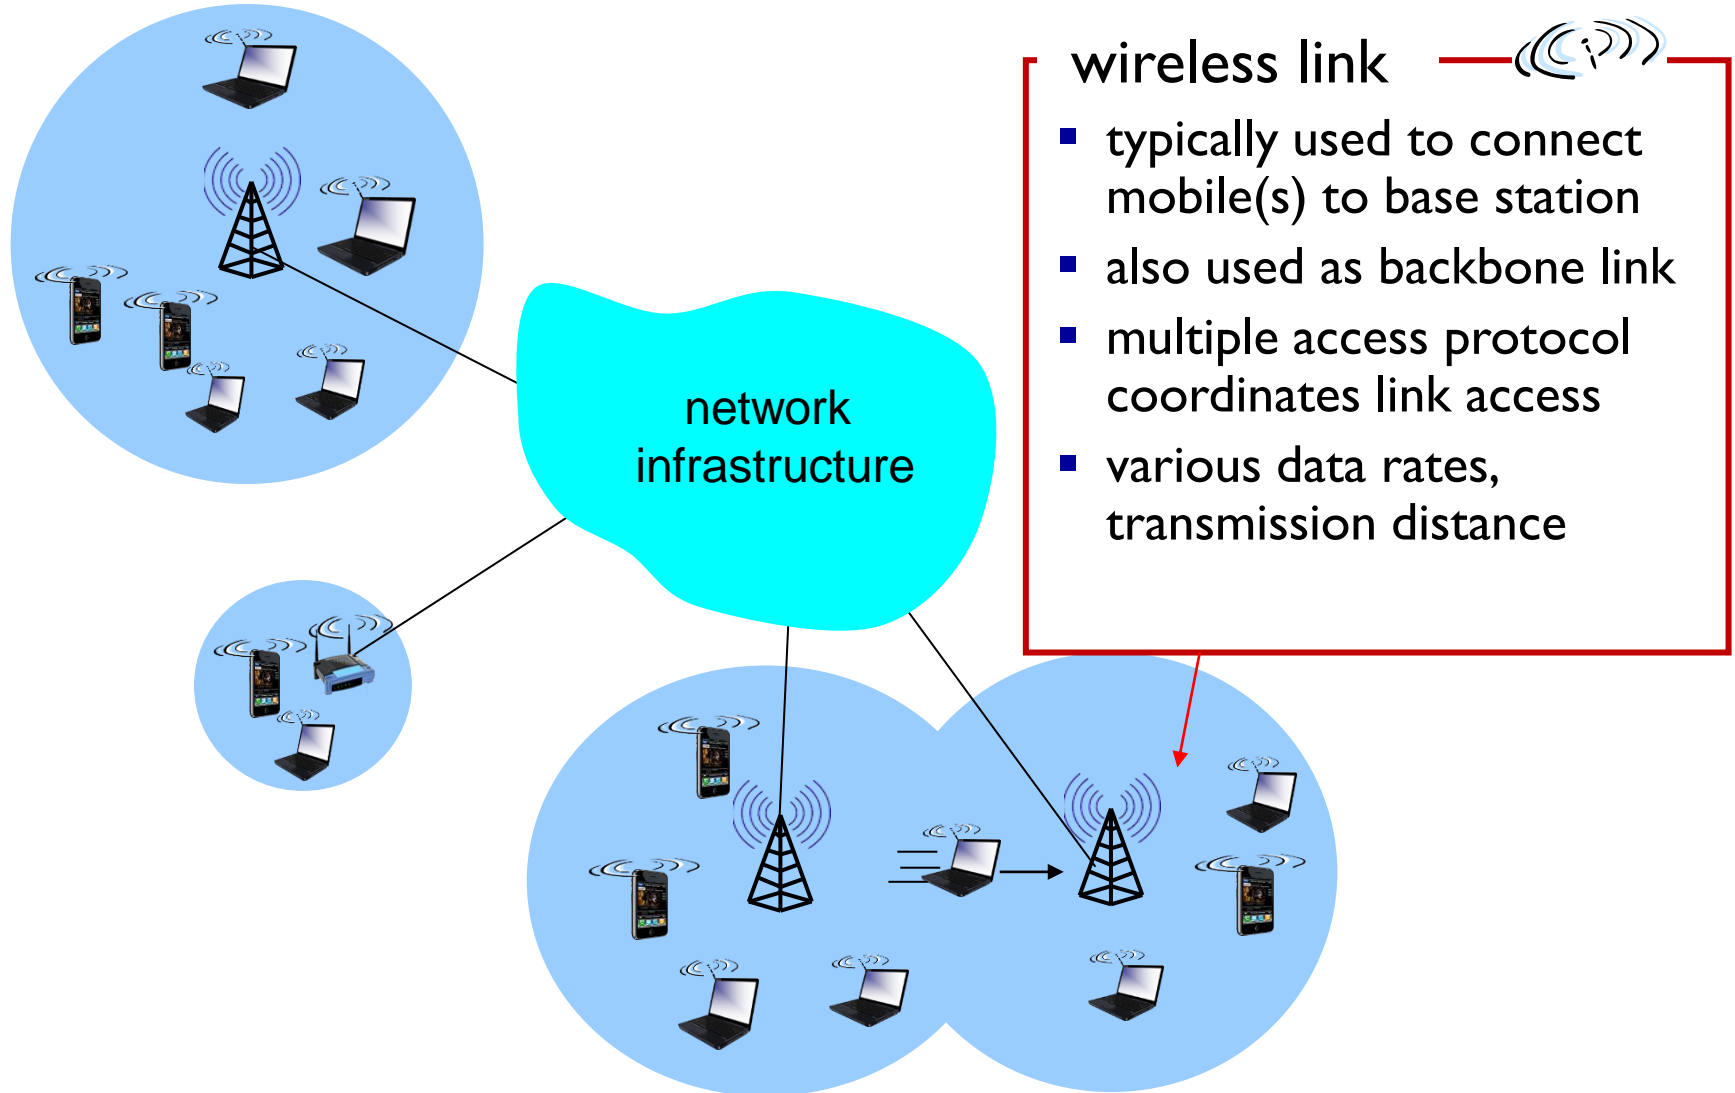 wireless link
typically used to connect
mobile(s) to base station
also used as backbone link
multiple access protocol
coordinates link access
various data rates,
transmission distance
network
infrastructure